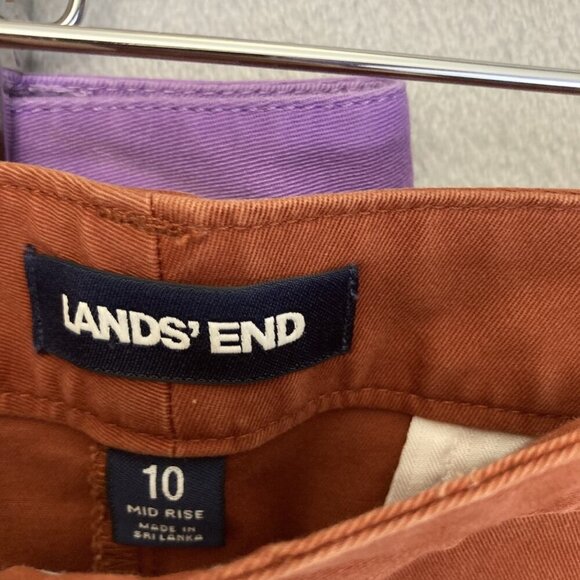 LANDS' END
10
MID RISE
MADE IN
SRI LANKA